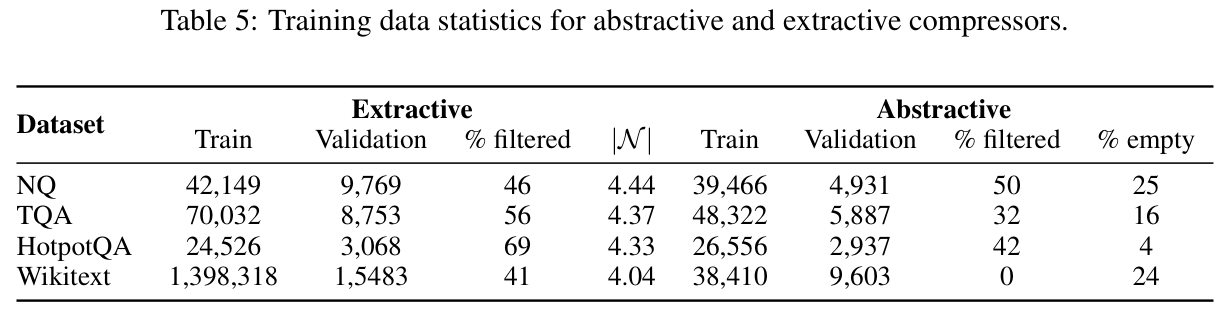 Table 5: Training data statistics for abstractive and extractive compressors.
Dataset Extractive Abstractive
Train Validation % filtered |𝒩| Train Validation % filtered % empty
NQ 42,149 9,769 46 4.44 39,466 4,931 50 25
TQA 70,032 8,753 56 4.37 48,322 5,887 32 16
HotpotQA 24,526 3,068 69 4.33 26,556 2,937 42 4
Wikitext 1,398,318 1,5483 41 4.04 38,410 9,603 0 24